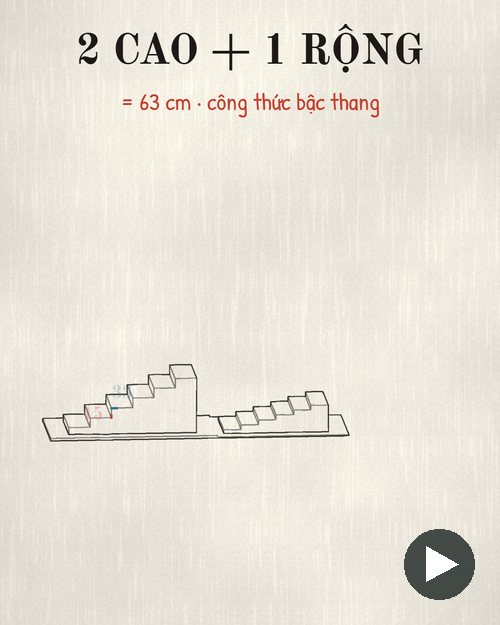 2 CAO + 1 RỘNG
= 63 cm · công thức bậc thang